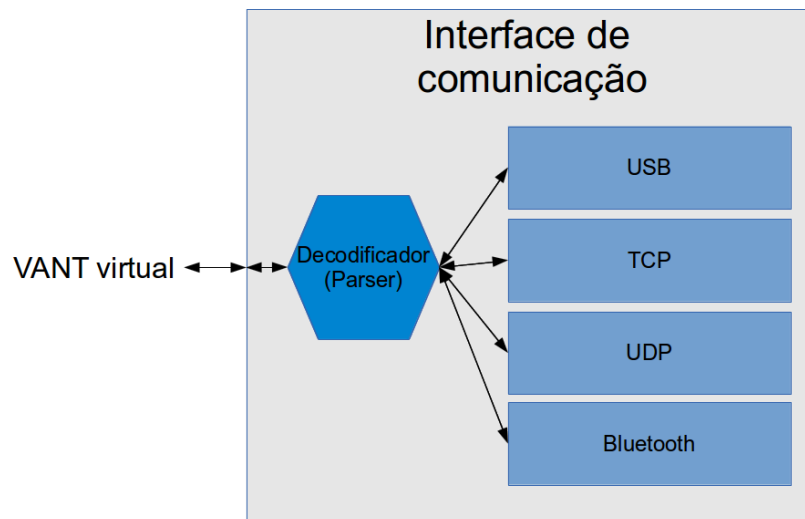 Interface de
comunicação
USB
Decodificador
(Parser)
VANT virtual
TCP
UDP
Bluetooth